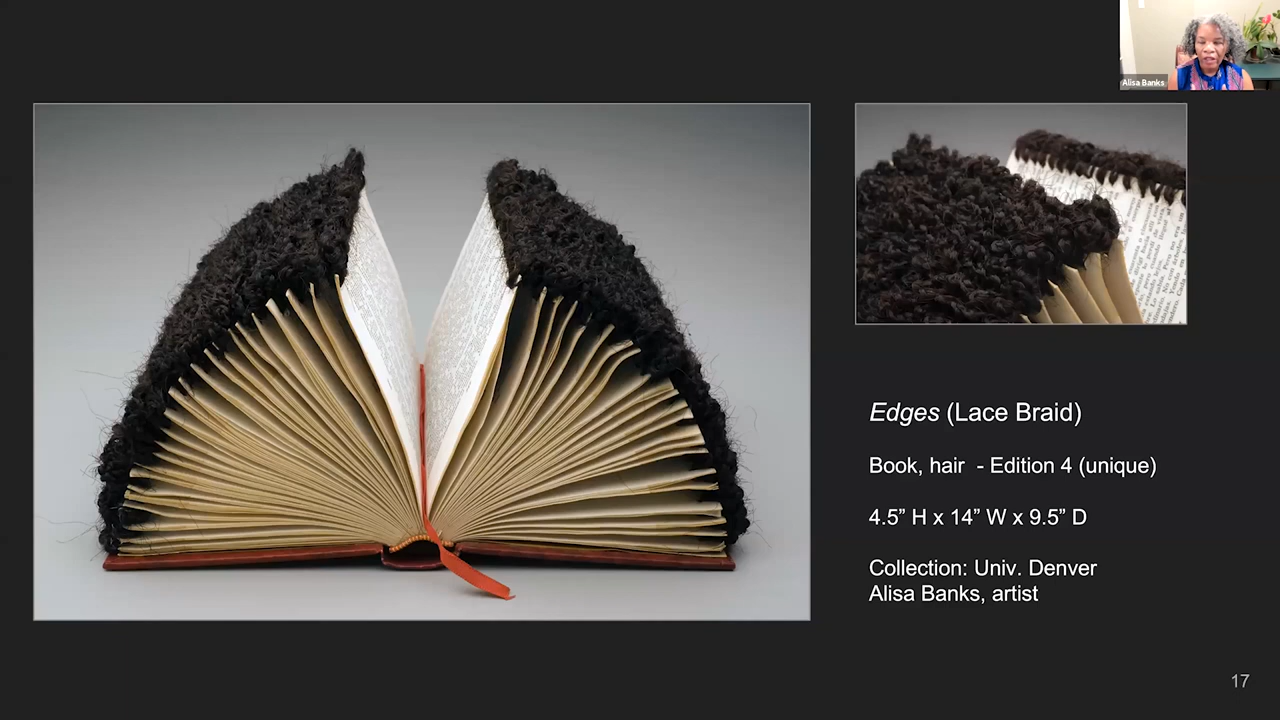 Alisa Banks
Edges (Lace Braid)
Book, hair - Edition 4 (unique)
4.5” H x 14” W x 9.5” D
Collection: Univ. Denver
Alisa Banks, artist
17